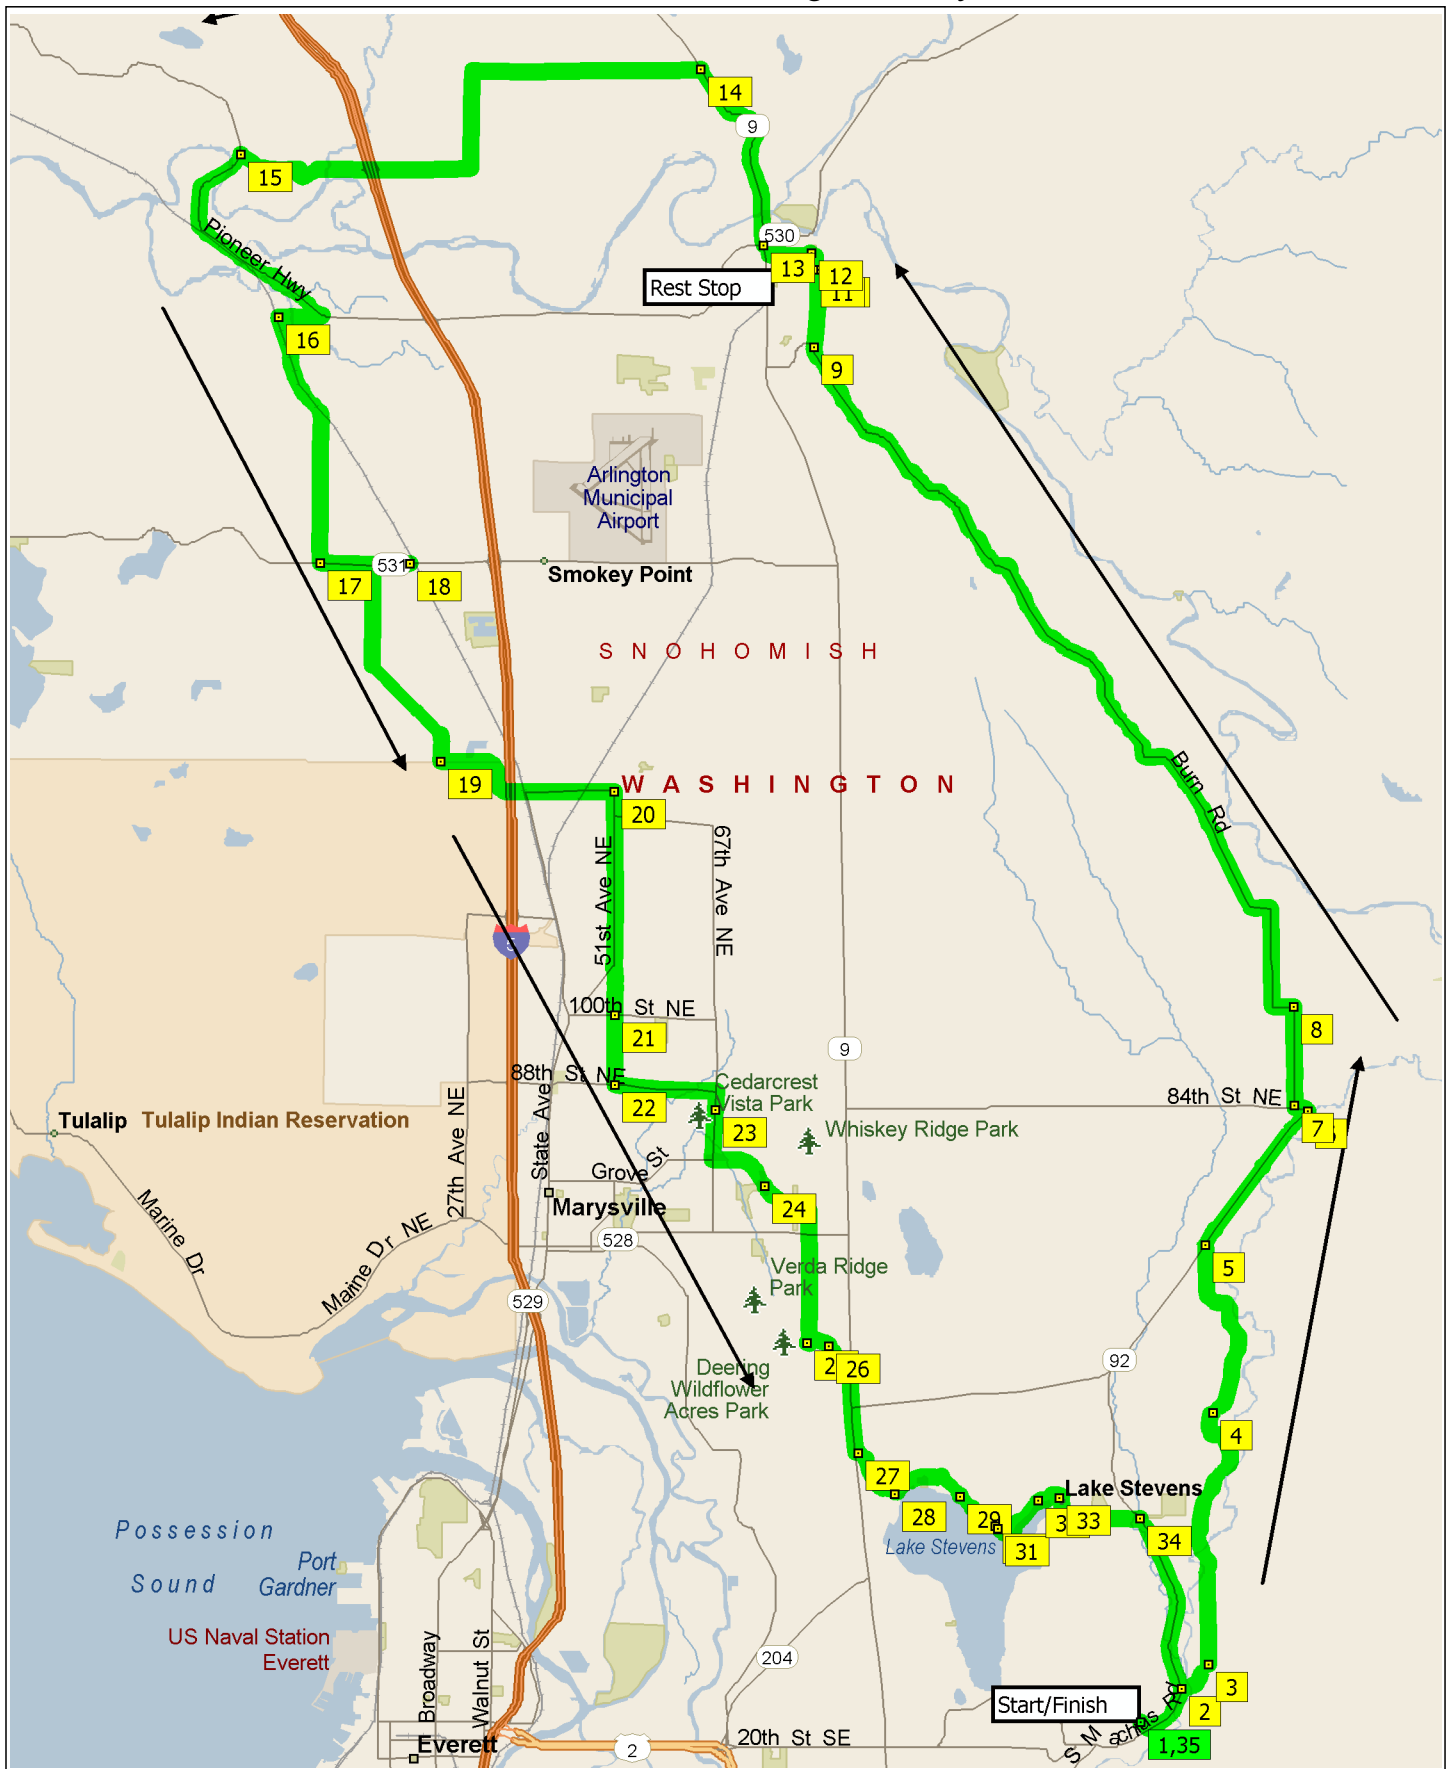 14
9
15
530
Pioneer Hwy
13
12
11
Rest Stop
16
9
Arlington
Municipal
Airport
531
17
18
Smokey Point
SNOHOMISH
Burn Rd
19
WASHINGTON
20
51st Ave NE
67th Ave NE
5
100th St NE
21
8
9
88th St NE
22
Cedarcrest
Vista Park
84th St NE
7
Tulalip
Tulalip Indian Reservation
27th Ave NE
State Ave
23
Whiskey Ridge Park
Grove St
Marysville
24
Marine Dr
Marine Dr NE
528
5
Verda Ridge
Park
529
26
92
Deering
Wildflower
Acres Park
4
27
28
29
Lake Stevens
33
31
34
Lake Stevens
Possession
Sound
Port
Gardner
US Naval Station
Everett
Broadway
Walnut St
204
3
2
Start/Finish
S Machias Rd
1,35
Everett
2
20th St SE